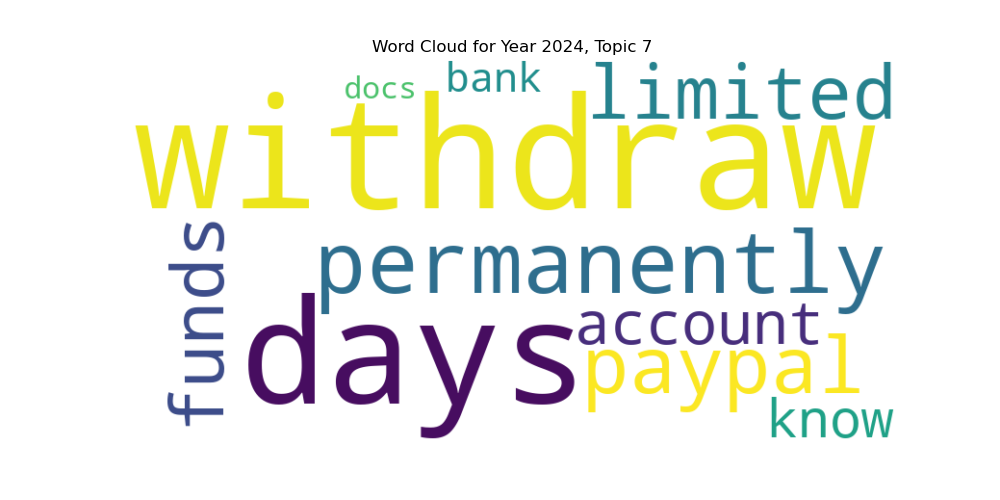 Word Cloud for Year 2024, Topic 7
docs
bank
limited
withdraw
funds
permanently
days
account
paypal
know